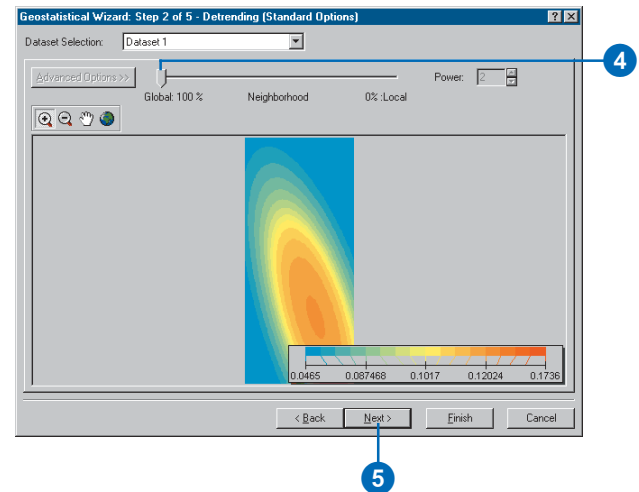 Geostatistical Wizard: Step 2 of 5 - Detrending (Standard Options)
Dataset Selection: Dataset 1
4
Advanced Options >> Power: 2
Global: 100 % Neighborhood 0% :Local
0.0465 0.087468 0.1017 0.12024 0.1736
< Back Next > Finish Cancel
5